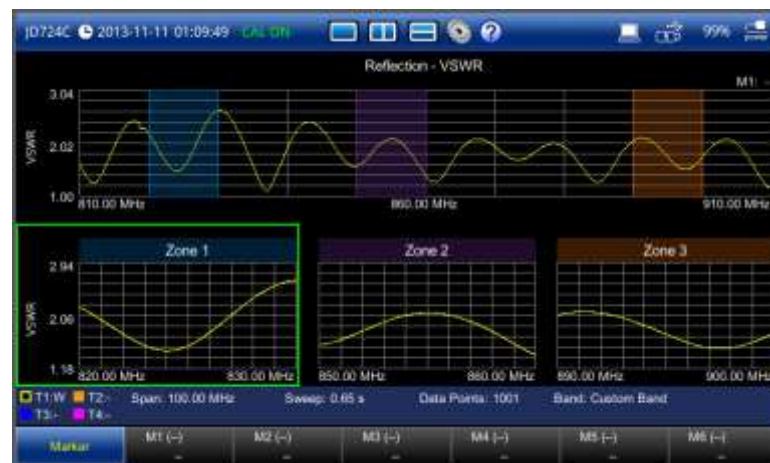 JD724C 2013-11-11 01:09:49 CAL ON 99%
Reflection - VSWR
M1: --
3.04
VSWR
2.02
1.00
810.00 MHz 860.00 MHz 910.00 MHz
Zone 1 Zone 2 Zone 3
2.94
VSWR
2.06
1.18
820.00 MHz 830.00 MHz 850.00 MHz 860.00 MHz 890.00 MHz 900.00 MHz
T1:W T2:- Span: 100.00 MHz Sweep: 0.65 s Data Points: 1001 Band: Custom Band
T3:- T4:-
Marker M1 (--) M2 (--) M3 (--) M4 (--) M5 (--) M6 (--)
-- -- -- -- -- --